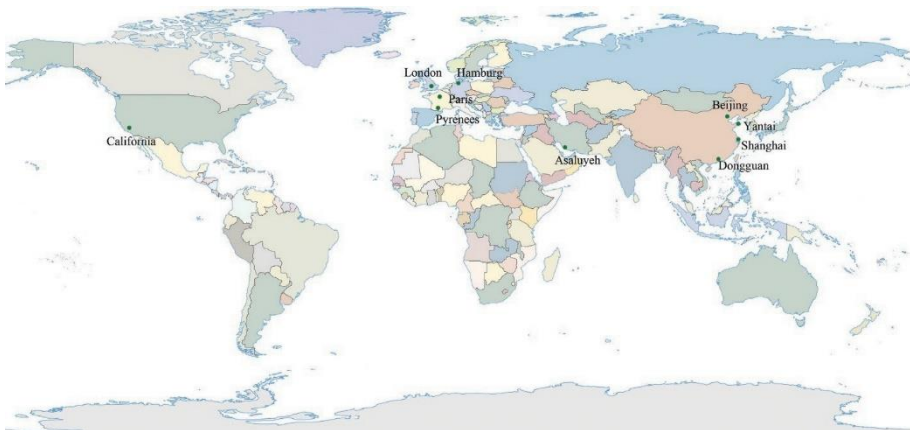 London
Hamburg
Paris
Pyrenees
California
Asaluyeh
Beijing
Yantai
Shanghai
Dongguan